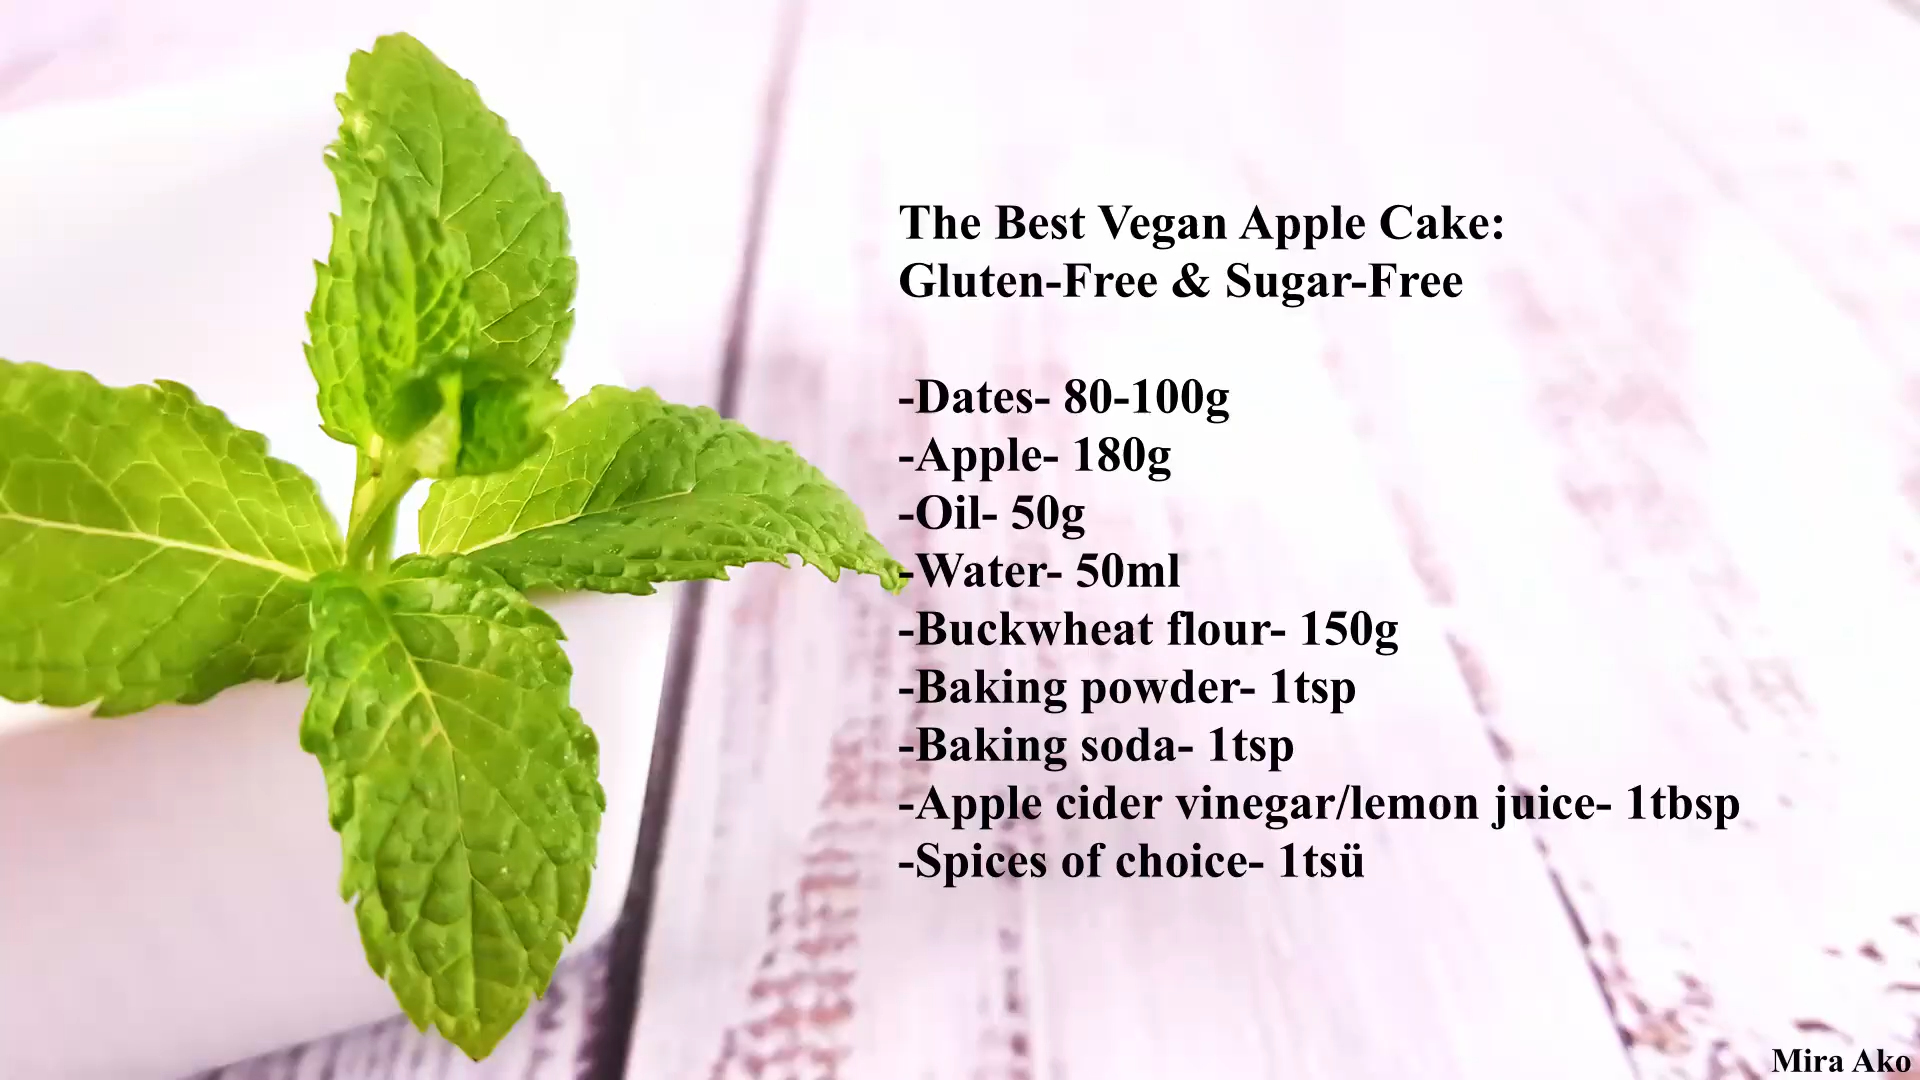 The Best Vegan Apple Cake:
Gluten-Free & Sugar-Free
-Dates- 80-100g
-Apple- 180g
-Oil- 50g
-Water- 50ml
-Buckwheat flour- 150g
-Baking powder- 1tsp
-Baking soda- 1tsp
-Apple cider vinegar/lemon juice- 1tbsp
-Spices of choice- 1tsü
Mira Ako